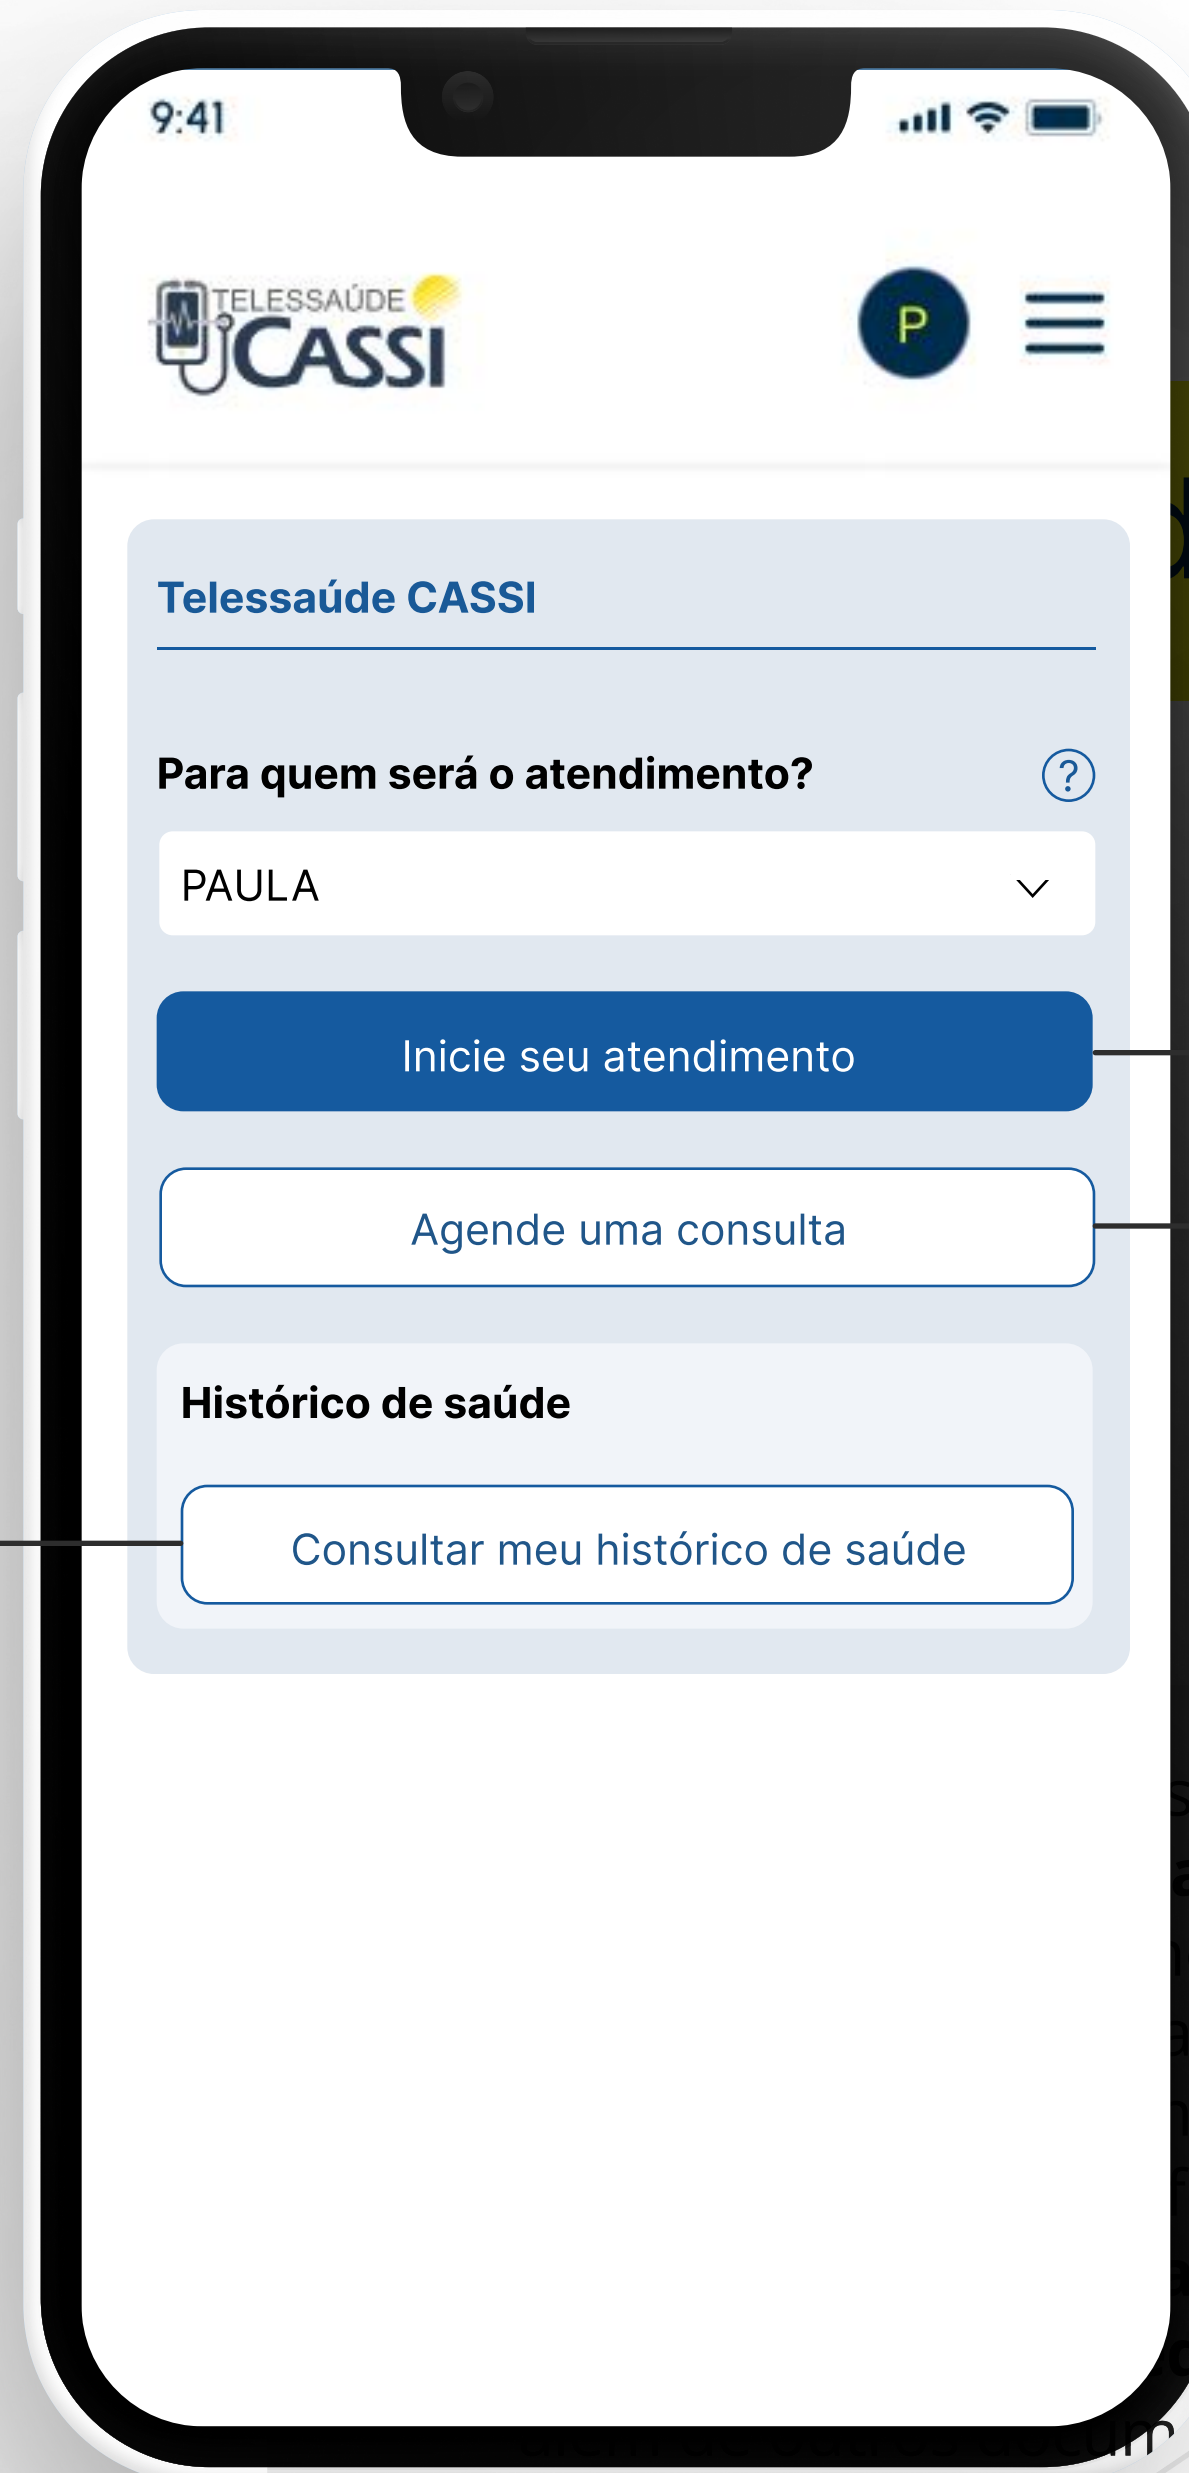 9:41
TELESSAÚDE
CASSI
P
Telessaúde CASSI
Para quem será o atendimento?
?
PAULA
Inicie seu atendimento
Agende uma consulta
Histórico de saúde
Consultar meu histórico de saúde